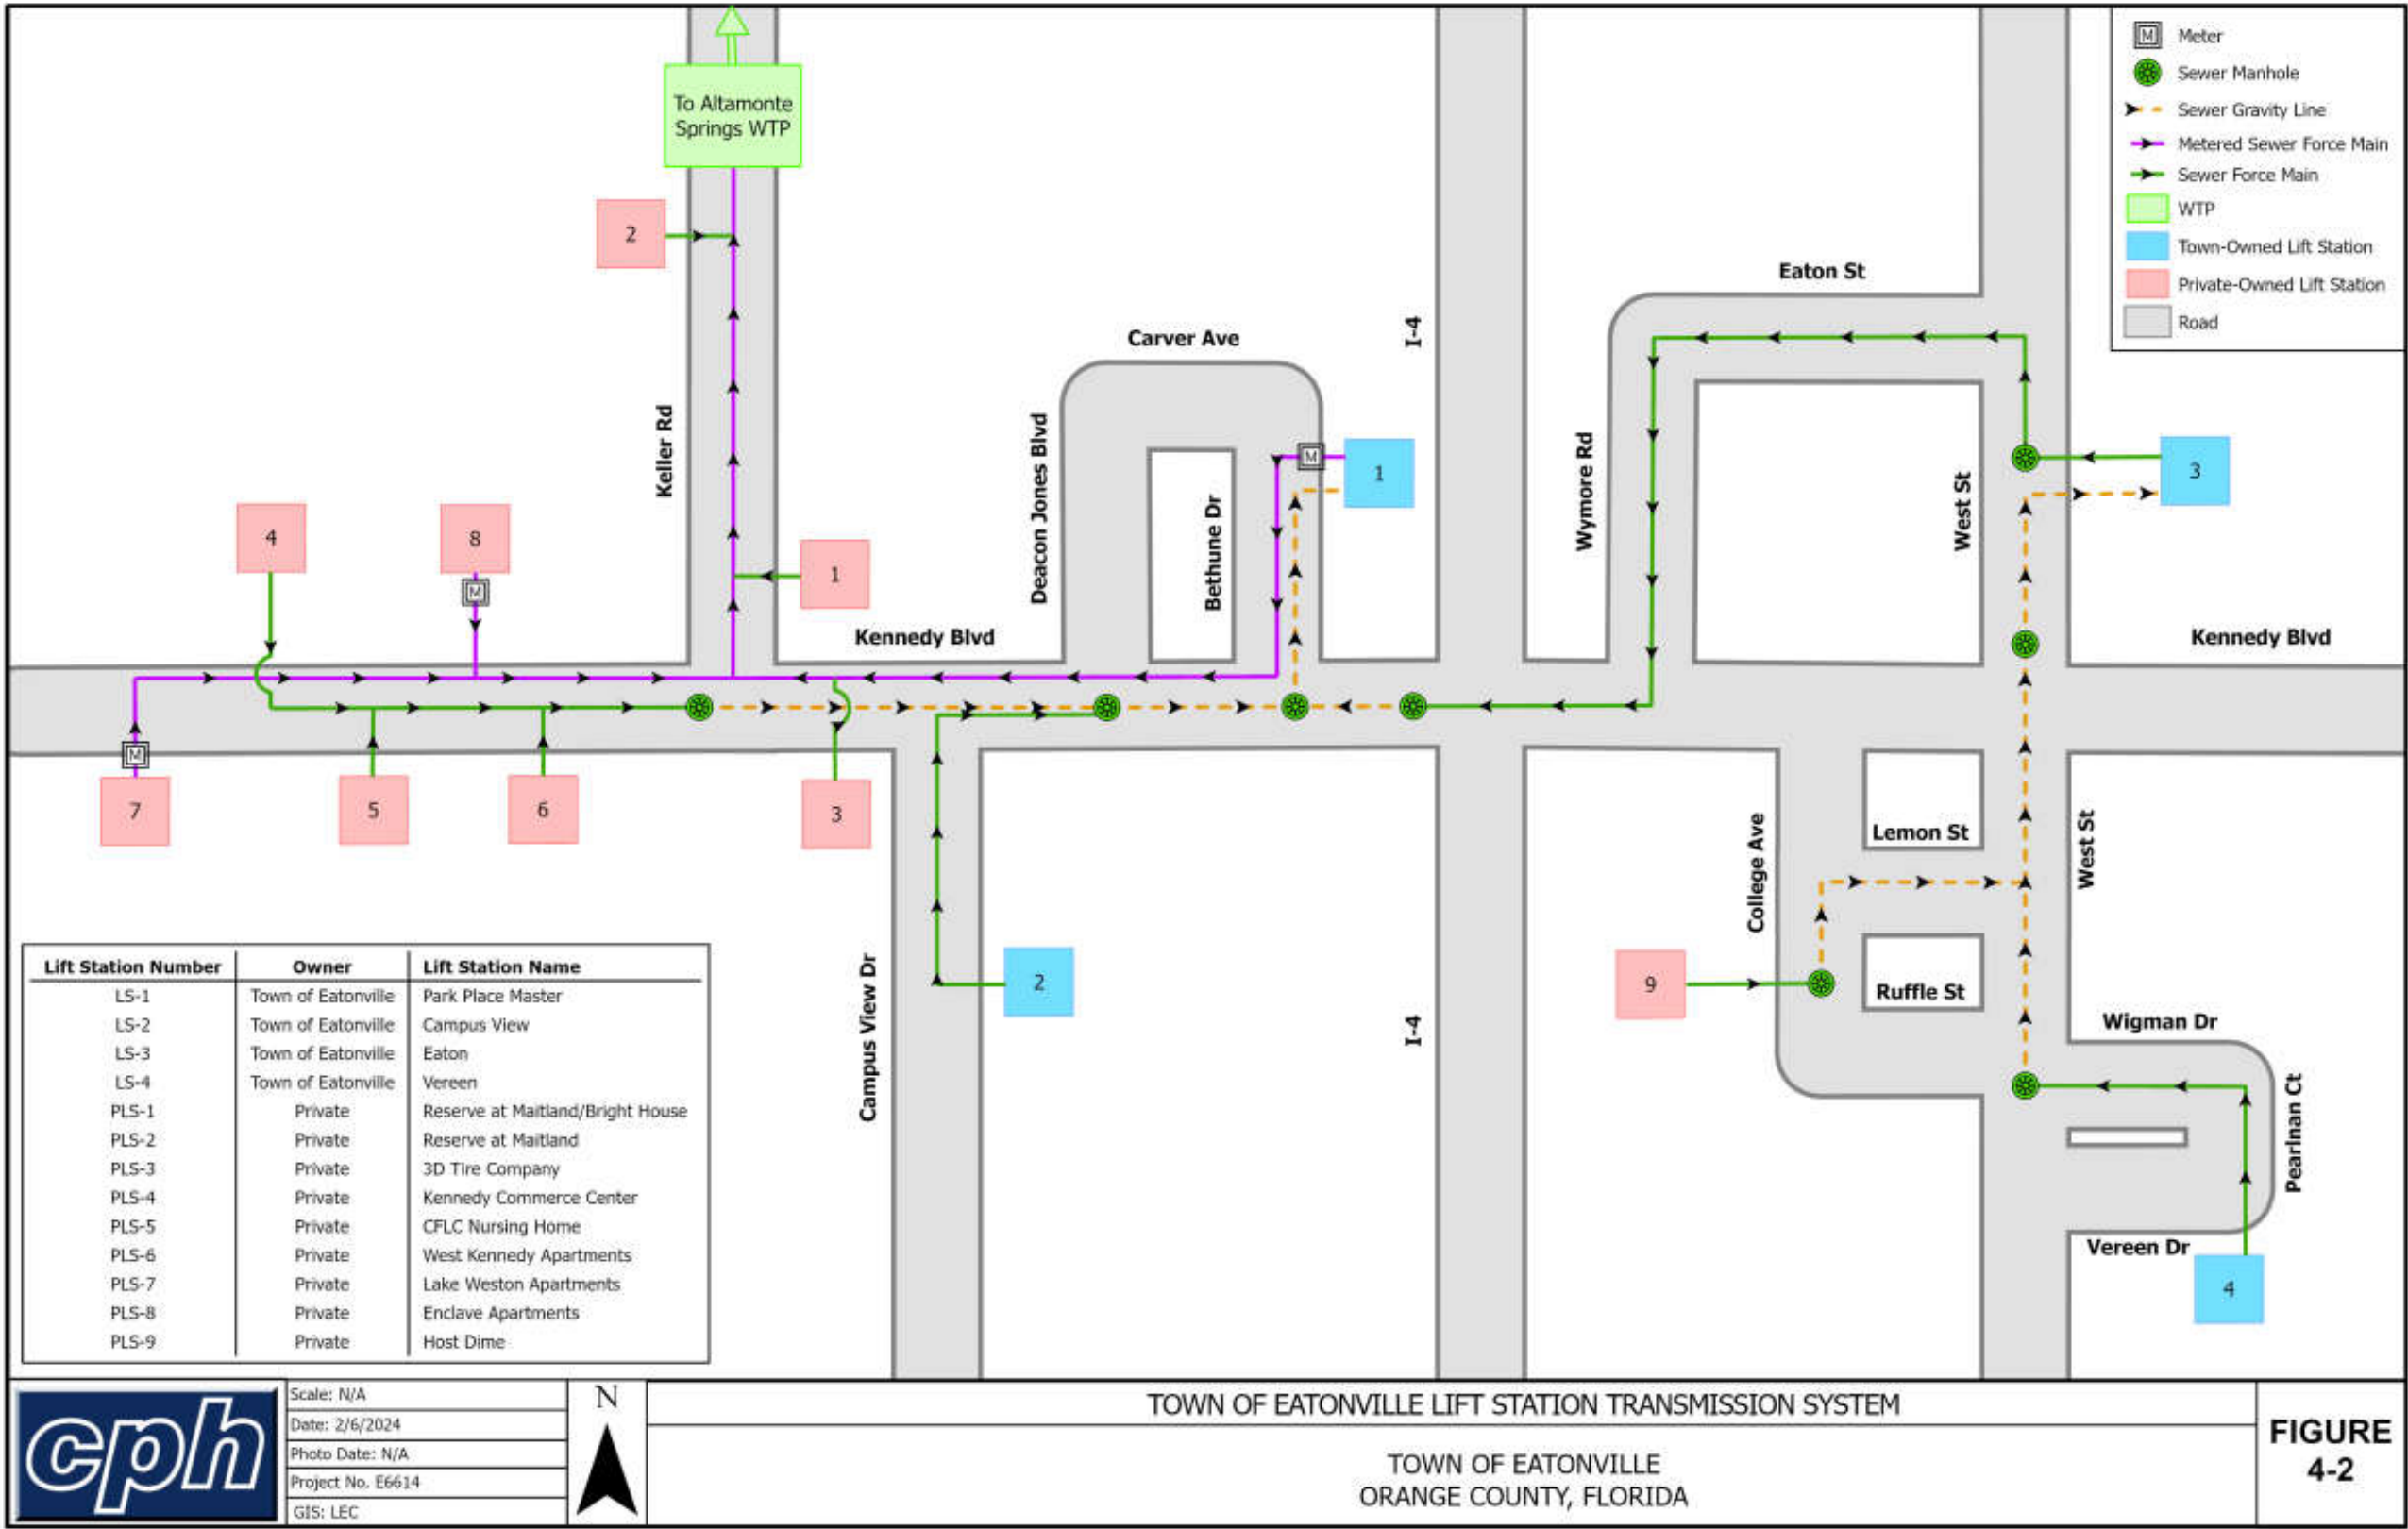 To Altamonte
Springs WTP
M Meter
Sewer Manhole
Sewer Gravity Line
Metered Sewer Force Main
Sewer Force Main
WTP
Town-Owned Lift Station
Private-Owned Lift Station
Road
2
Eaton St
Carver Ave
I-4
Keller Rd
Deacon Jones Blvd
Bethune Dr
M
1
Wymore Rd
West St
3
4
8
M
1
Kennedy Blvd
Kennedy Blvd
M
7
5
6
3
Lemon St
College Ave
West St
Campus View Dr
2
I-4
9
Ruffle St
Wigman Dr
Pearlnan Ct
Vereen Dr
4
Lift Station Number Owner Lift Station Name
LS-1 Town of Eatonville Park Place Master
LS-2 Town of Eatonville Campus View
LS-3 Town of Eatonville Eaton
LS-4 Town of Eatonville Vereen
PLS-1 Private Reserve at Maitland/Bright House
PLS-2 Private Reserve at Maitland
PLS-3 Private 3D Tire Company
PLS-4 Private Kennedy Commerce Center
PLS-5 Private CFLC Nursing Home
PLS-6 Private West Kennedy Apartments
PLS-7 Private Lake Weston Apartments
PLS-8 Private Enclave Apartments
PLS-9 Private Host Dime
cph
Scale: N/A
Date: 2/6/2024
Photo Date: N/A
Project No. E6614
GIS: LEC
N
TOWN OF EATONVILLE LIFT STATION TRANSMISSION SYSTEM
TOWN OF EATONVILLE
ORANGE COUNTY, FLORIDA
FIGURE
4-2